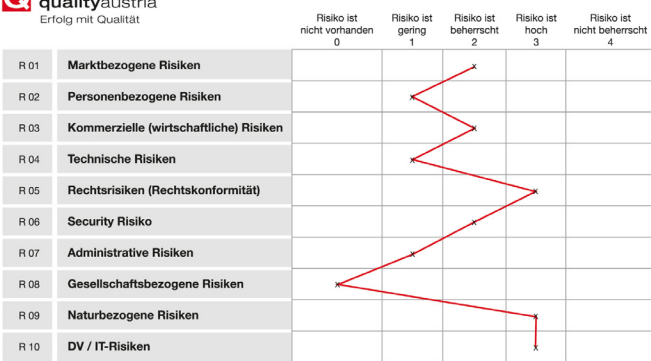 qualityaustria
Erfolg mit Qualität
Risiko ist nicht vorhanden 0
Risiko ist gering 1
Risiko ist beherrscht 2
Risiko ist hoch 3
Risiko ist nicht beherrscht 4
R 01 Marktbezogene Risiken
R 02 Personenbezogene Risiken
R 03 Kommerzielle (wirtschaftliche) Risiken
R 04 Technische Risiken
R 05 Rechtsrisiken (Rechtskonformität)
R 06 Security Risiko
R 07 Administrative Risiken
R 08 Gesellschaftsbezogene Risiken
R 09 Naturbezogene Risiken
R 10 DV / IT-Risiken